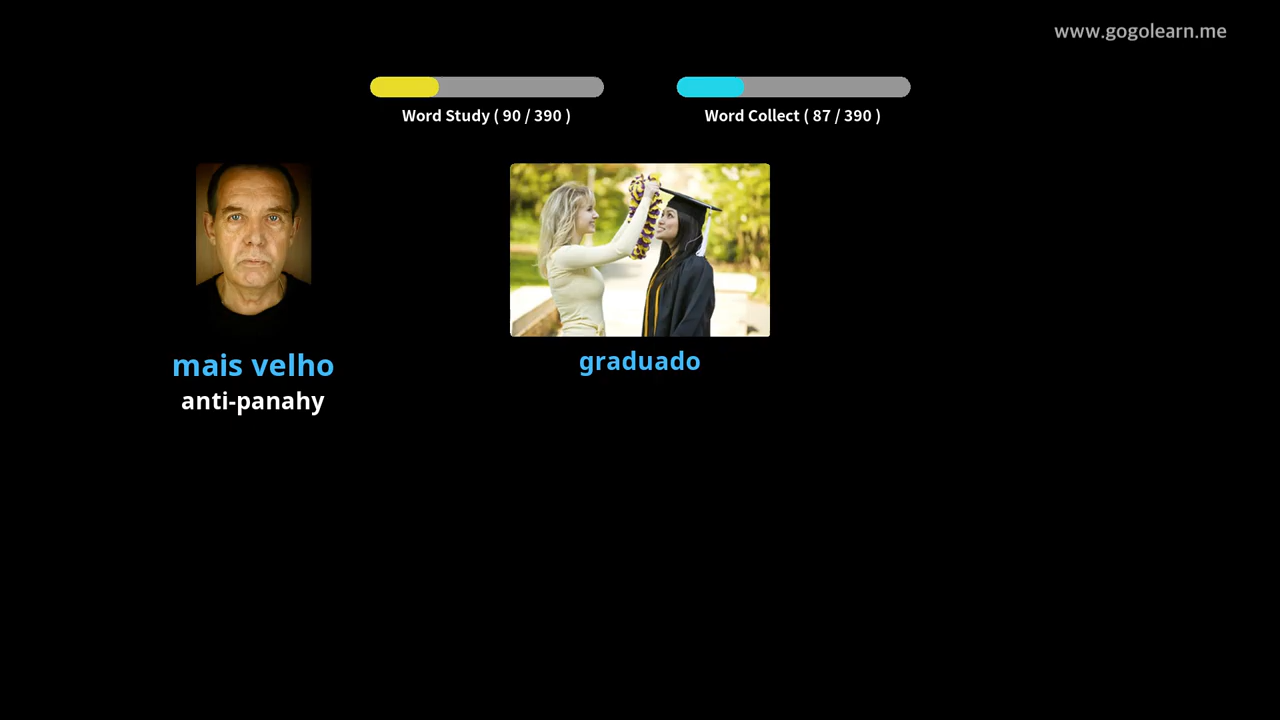 www.gogolearn.me
Word Study ( 90 / 390 )
Word Collect ( 87 / 390 )
mais velho
anti-panahy
graduado